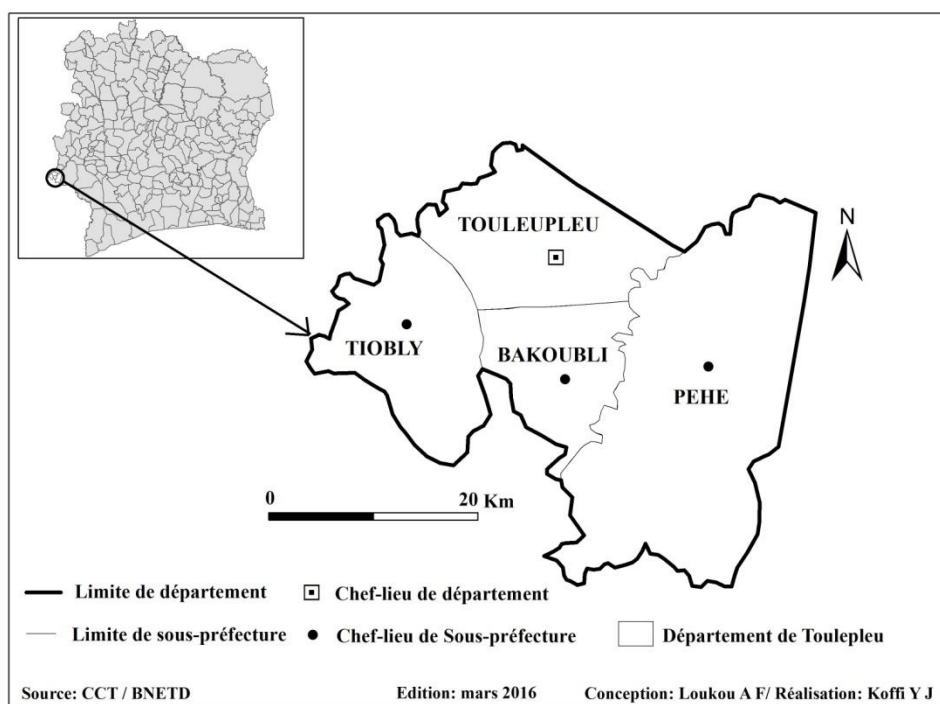 N
TOULEUPLEU
TIOBLY
BAKOUBLI
PEHE
0 20 Km
Limite de département
Chef-lieu de département
Limite de sous-préfecture
Chef-lieu de Sous-préfecture
Département de Toulepleu
Source: CCT / BNETD
Edition: mars 2016
Conception: Loukou A F/ Réalisation: Koffi Y J